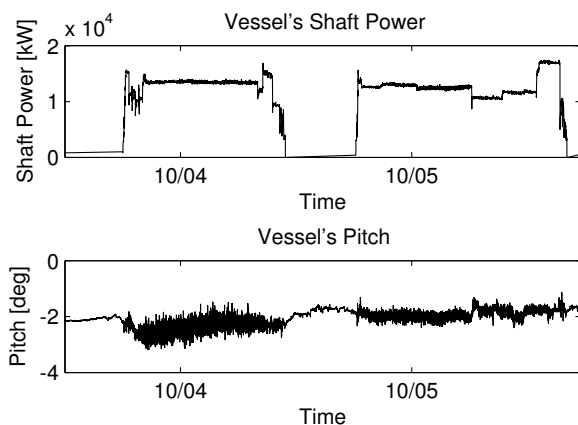 Vessel's Shaft Power
x 10^4
Shaft Power [kW]
2
1
0
10/04 10/05
Time
Vessel's Pitch
Pitch [deg]
0
-2
-4
10/04 10/05
Time